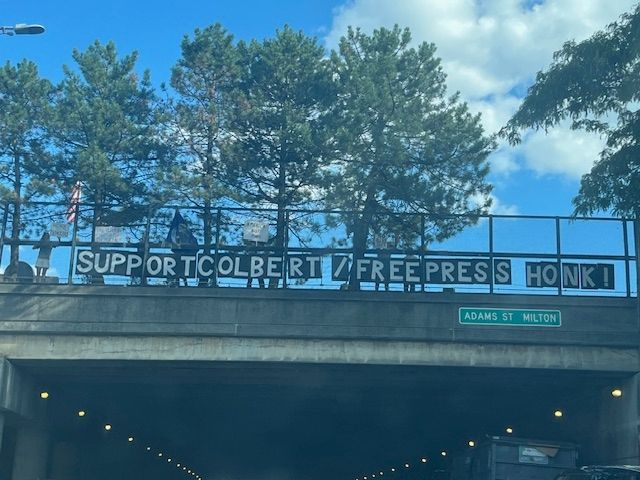 SUPPORT COLBERT / FREE PRESS HONK!
ADAMS ST MILTON